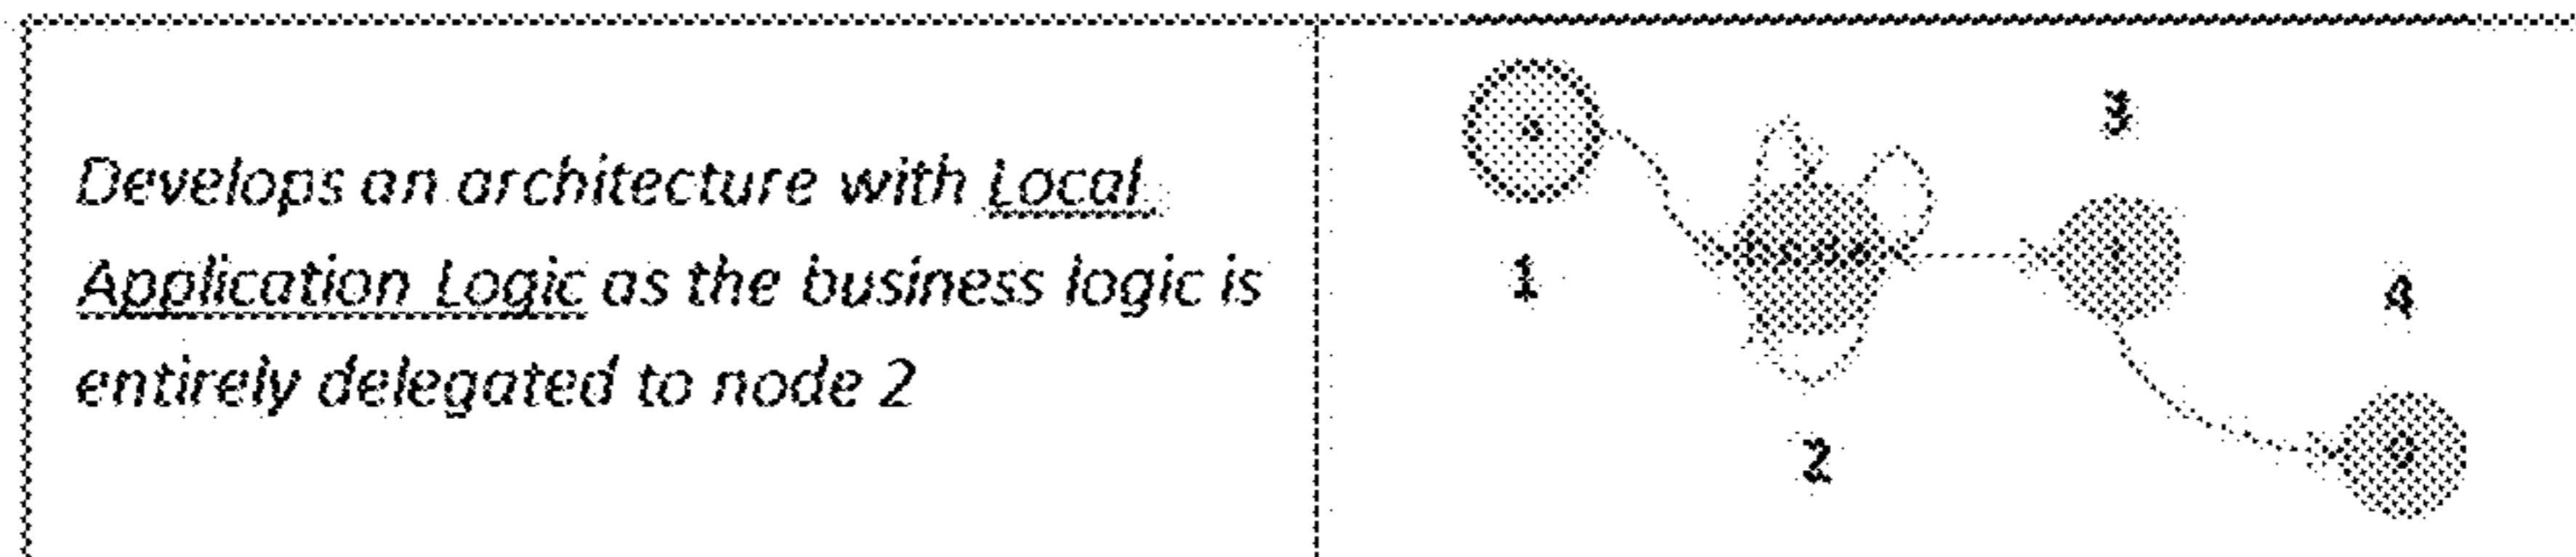 Develops an architecture with Local
Application Logic as the business logic is
entirely delegated to node 2
1
2
3
4